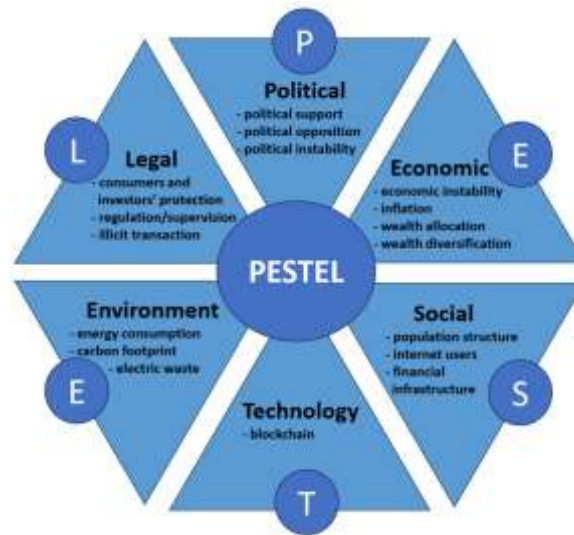 P
Political
- political support
- political opposition
- political instability
E
Economic
- economic instability
- inflation
- wealth allocation
- wealth diversification
S
Social
- population structure
- internet users
- financial
infrastructure
T
Technology
- blockchain
E
Environment
- energy consumption
- carbon footprint
- electric waste
L
Legal
- consumers and
investors' protection
- regulation/supervision
- illicit transaction
PESTEL